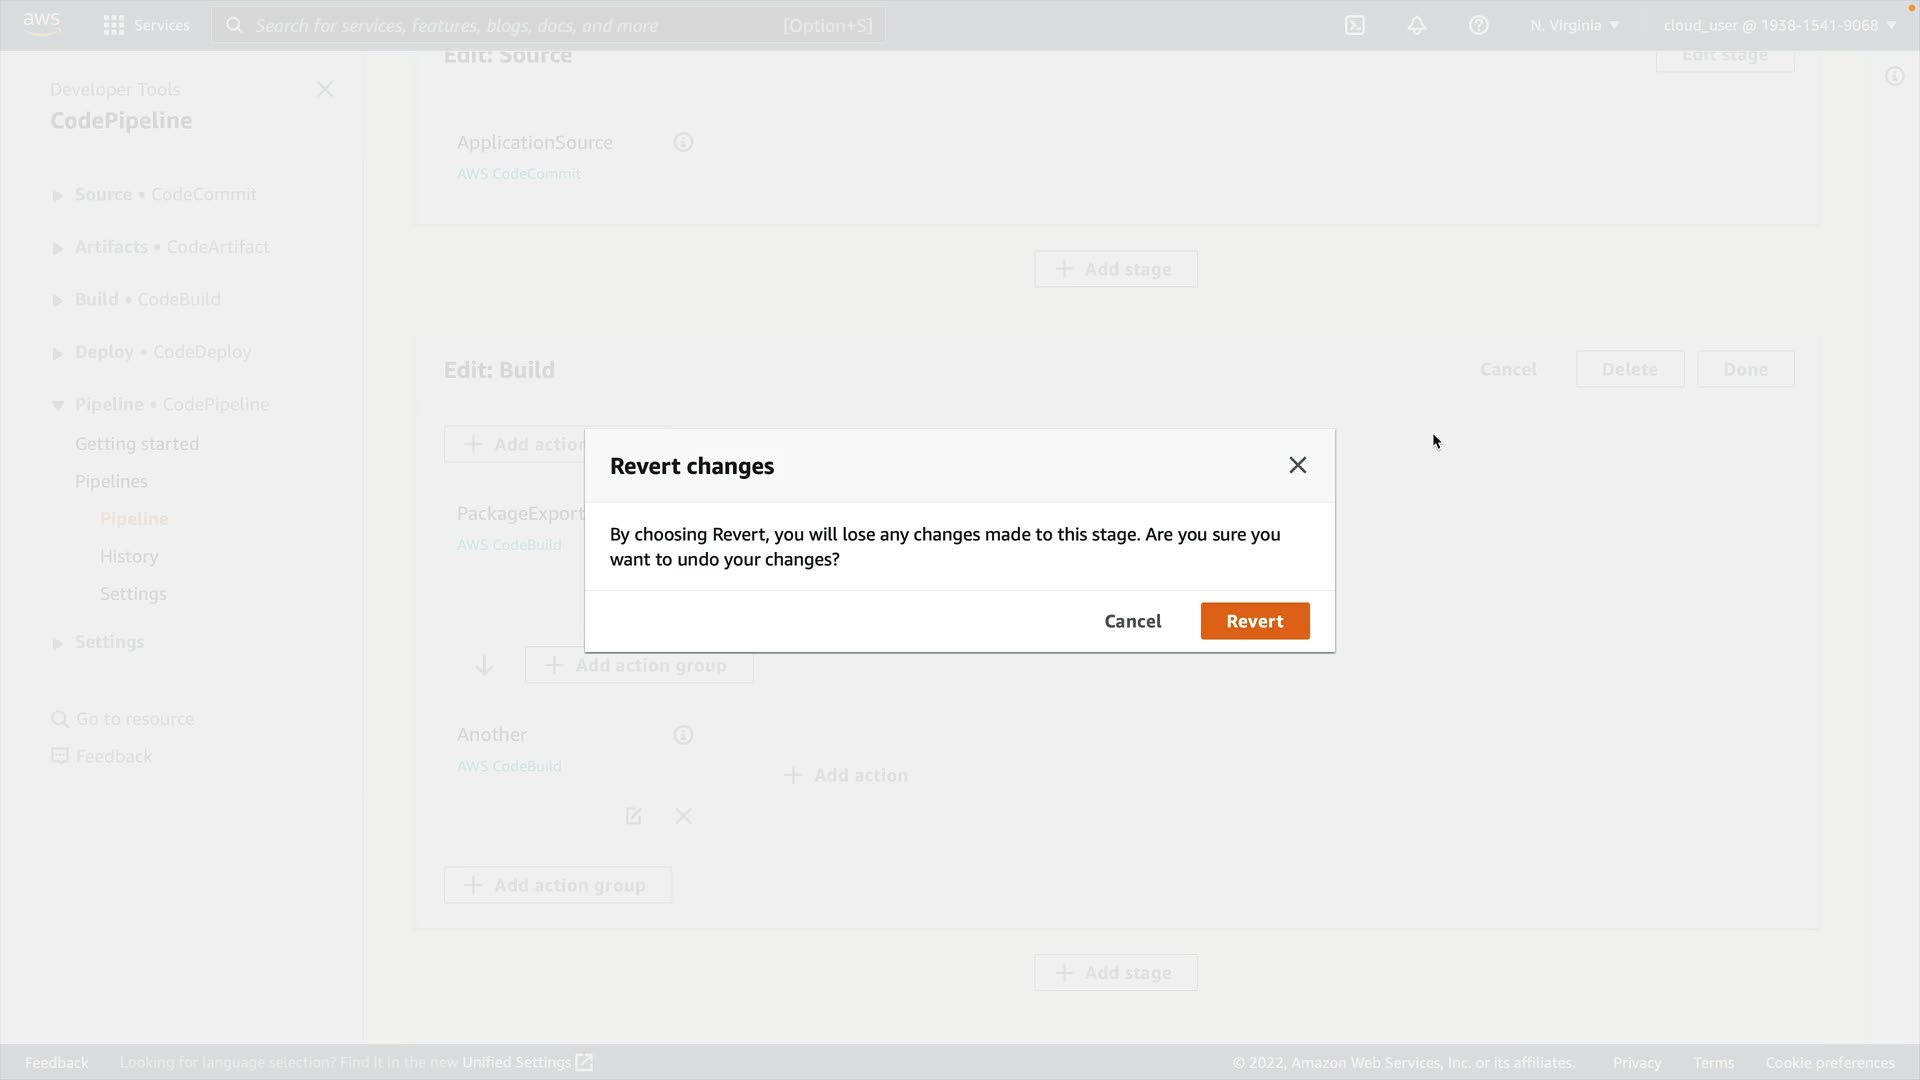 aws
Services
Search for services, features, blogs, docs, and more
[Option+S]
N. Virginia
cloud_user @ 1938-1541-9068
Developer Tools
CodePipeline
Source • CodeCommit
Artifacts • CodeArtifact
Build • CodeBuild
Deploy • CodeDeploy
Pipeline • CodePipeline
Getting started
Pipelines
Pipeline
History
Settings
Settings
Go to resource
Feedback
Edit: Source
Edit stage
ApplicationSource
AWS CodeCommit
Add stage
Edit: Build
Cancel
Delete
Done
Add action
PackageExport
AWS CodeBuild
Revert changes
By choosing Revert, you will lose any changes made to this stage. Are you sure you
want to undo your changes?
Cancel
Revert
Add action group
Another
AWS CodeBuild
Add action
Add action group
Add stage
Feedback
Looking for language selection? Find it in the new Unified Settings
© 2022, Amazon Web Services, Inc. or its affiliates.
Privacy
Terms
Cookie preferences